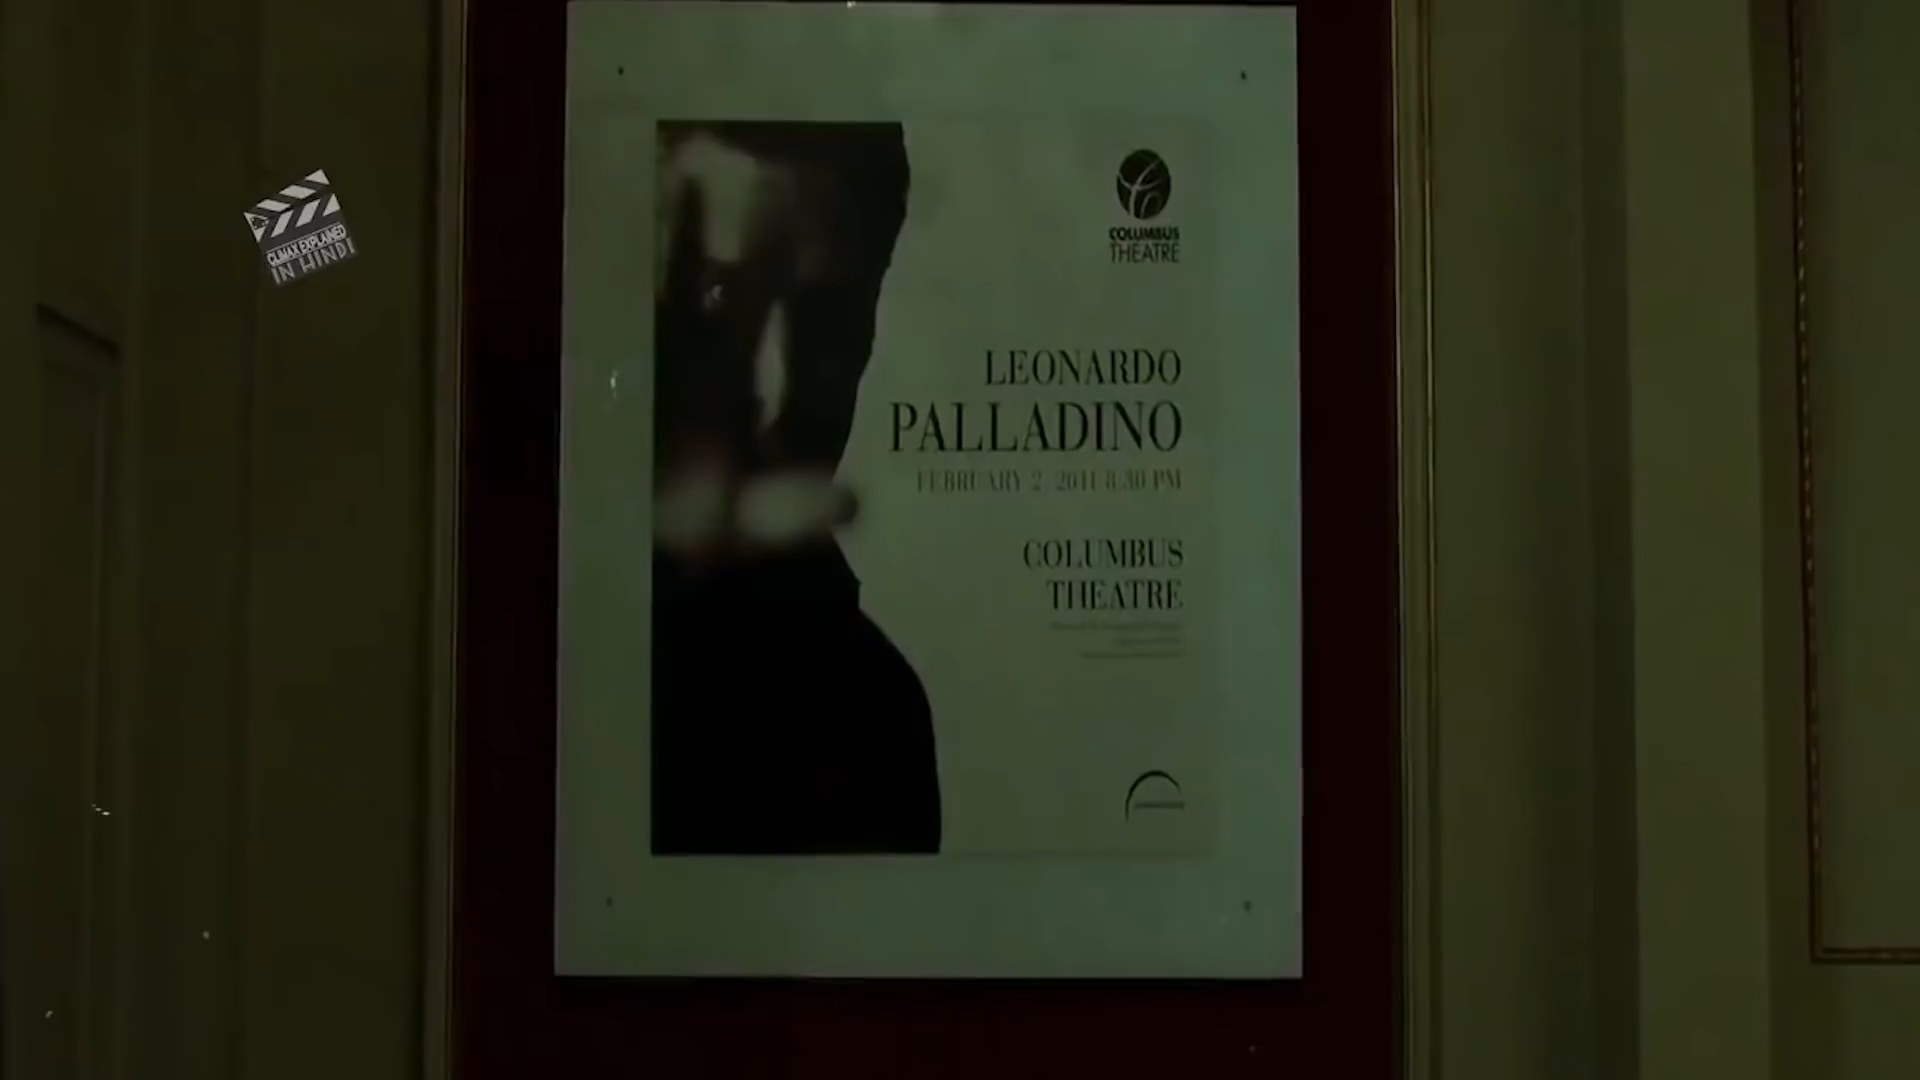 CLIMAX EXPLAINED
IN HINDI
COLUMBUS
THEATRE
LEONARDO
PALLADINO
FEBRUARY 2, 2011 8:30 PM
COLUMBUS
THEATRE